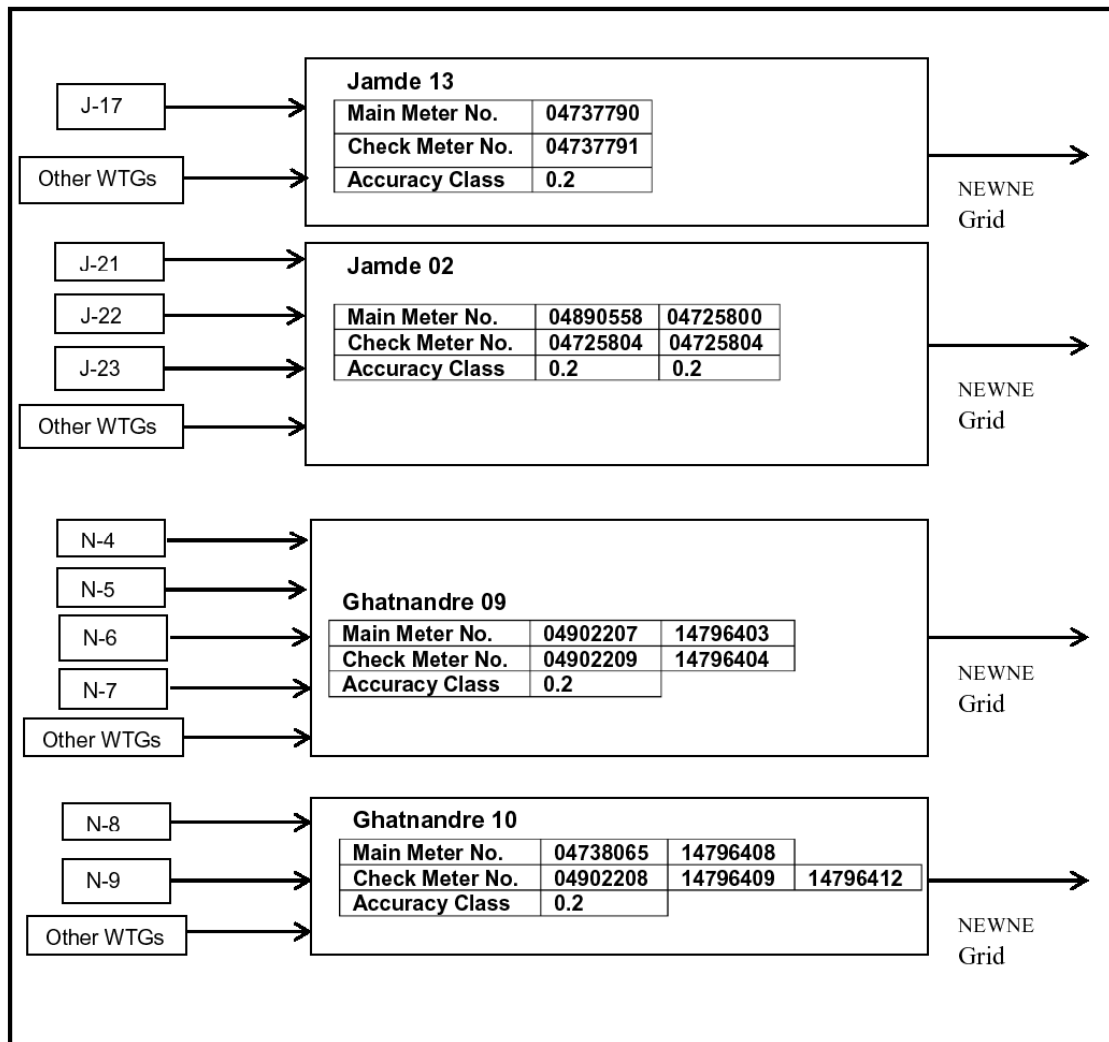 Jamde 13
J-17
Main Meter No. 04737790
Check Meter No. 04737791
Other WTGs
Accuracy Class 0.2
NEWNE
Grid
Jamde 02
J-21
J-22
Main Meter No. 04890558 04725800
Check Meter No. 04725804 04725804
J-23
Accuracy Class 0.2 0.2
Other WTGs
NEWNE
Grid
N-4
N-5
Ghatnandre 09
N-6
Main Meter No. 04902207 14796403
Check Meter No. 04902209 14796404
N-7
Accuracy Class 0.2
Other WTGs
NEWNE
Grid
Ghatnandre 10
N-8
Main Meter No. 04738065 14796408
Check Meter No. 04902208 14796409 14796412
N-9
Accuracy Class 0.2
Other WTGs
NEWNE
Grid